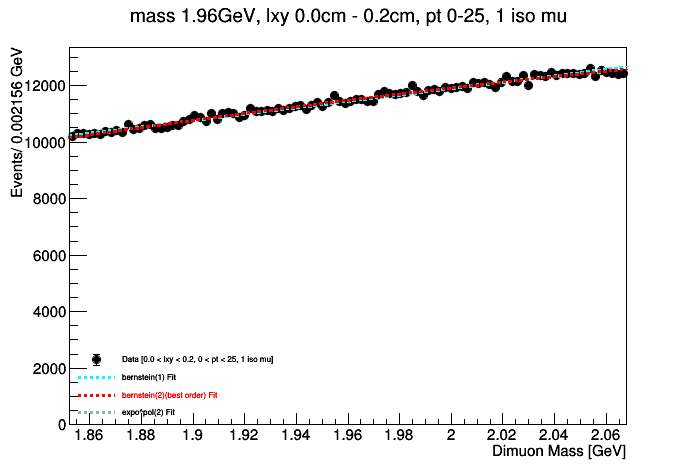 mass 1.96GeV, lxy 0.0cm - 0.2cm, pt 0-25, 1 iso mu
Events/ 0.002156 GeV
12000
10000
8000
6000
4000
2000
0
Data [0.0 < lxy < 0.2, 0 < pt < 25, 1 iso mu]
bernstein(1) Fit
bernstein(2)(best order) Fit
expo*pol(2) Fit
1.86 1.88 1.9 1.92 1.94 1.96 1.98 2 2.02 2.04 2.06
Dimuon Mass [GeV]